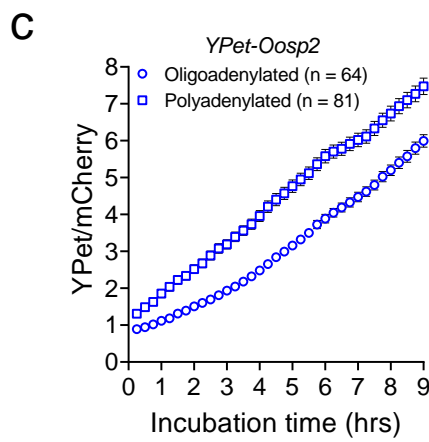 C
YPet-Oosp2
Oligoadenylated (n = 64)
Polyadenylated (n = 81)
YPet/mCherry
8
7
6
5
4
3
2
1
0
0 1 2 3 4 5 6 7 8 9
Incubation time (hrs)